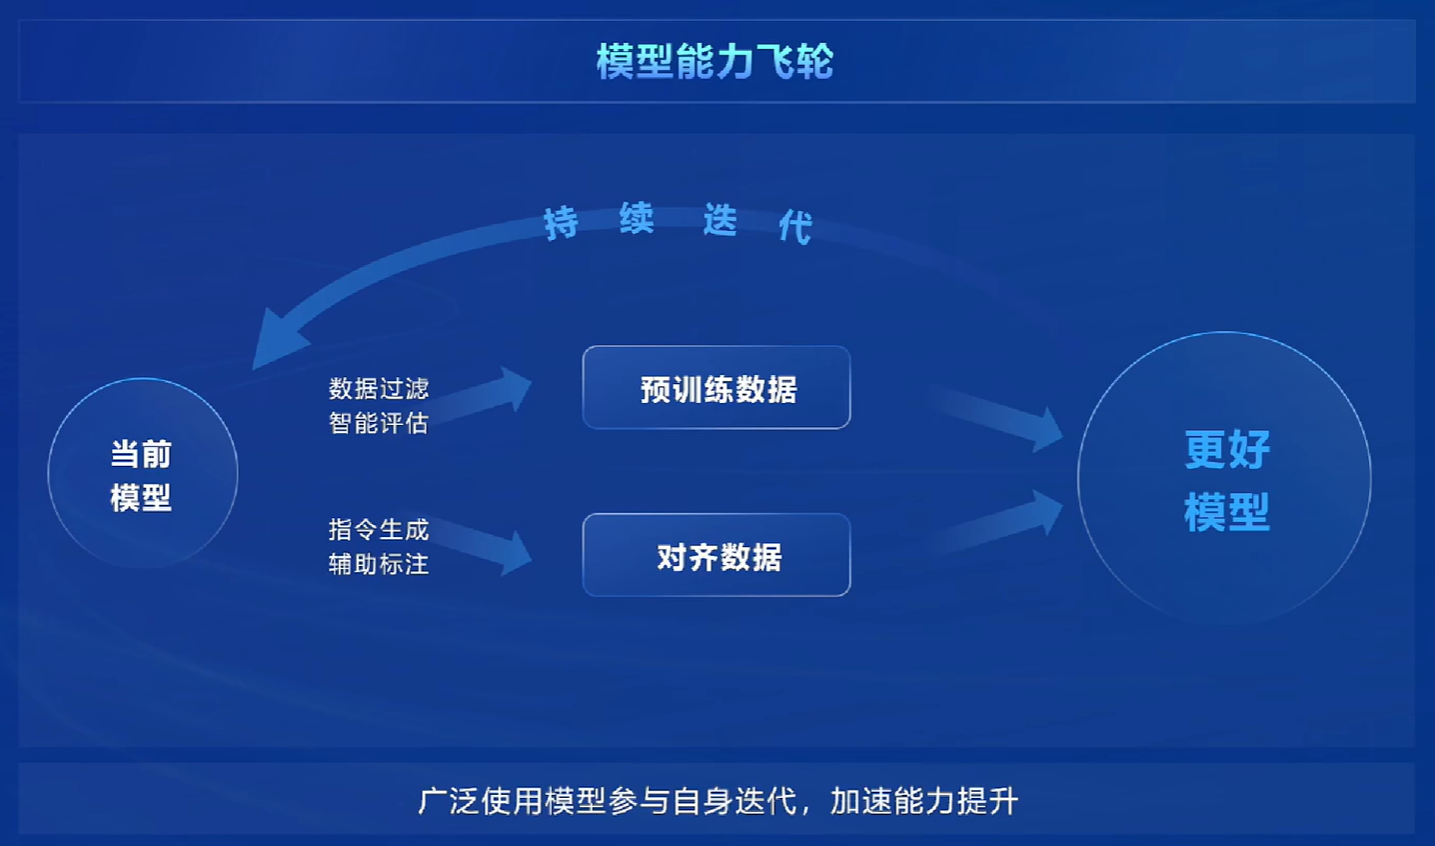 模型能力飞轮
持续迭代
数据过滤
智能评估
预训练数据
当前
模型
更好
模型
指令生成
辅助标注
对齐数据
广泛使用模型参与自身迭代，加速能力提升